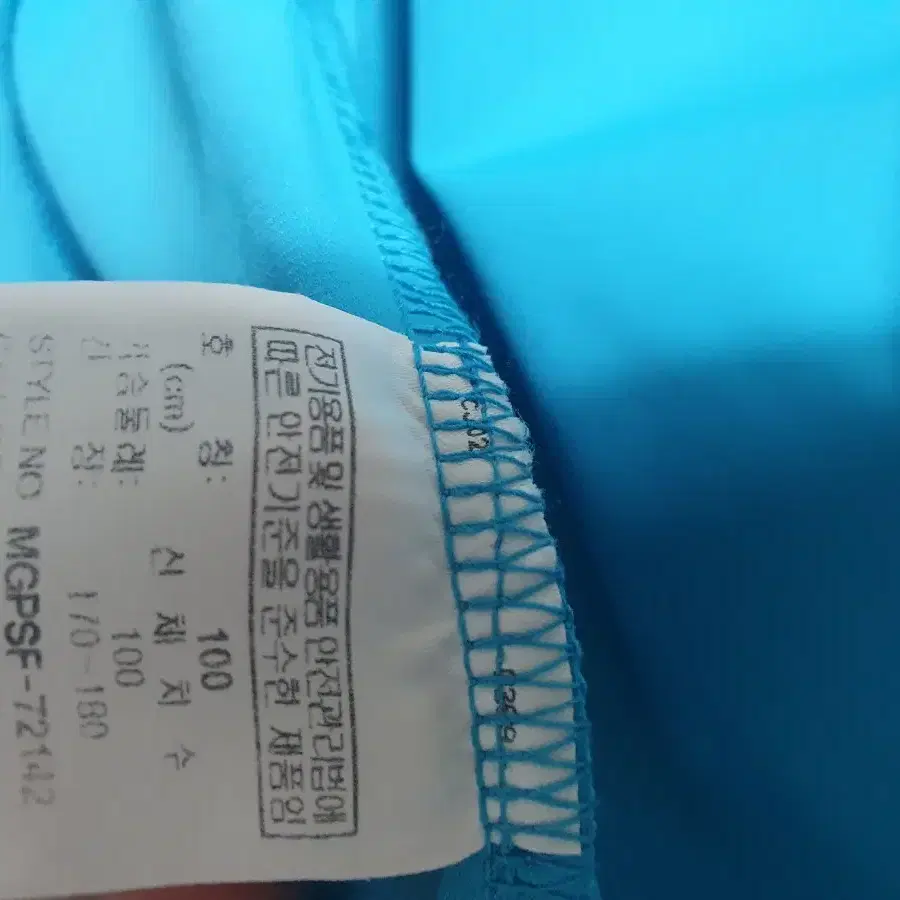 전기용품 및 생활용품 안전관리법에
따른 안전기준을 준수한 제품임
호 칭: 100
(cm) 신 체 치 수
가슴둘레: 100
신 장: 170-180
STYLE NO MGPSF-72142